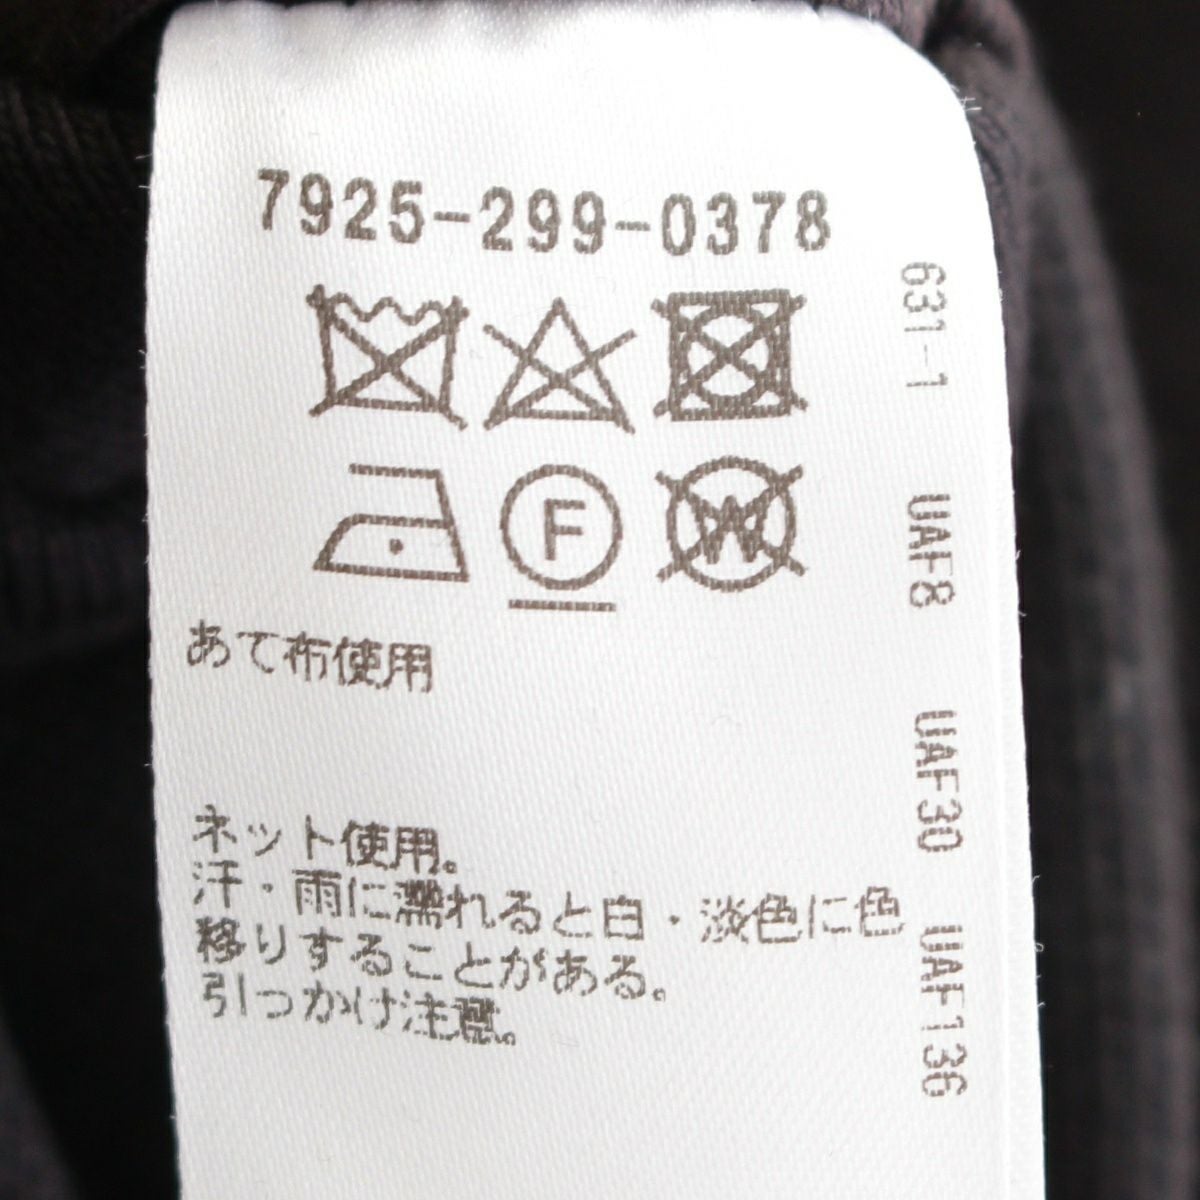 7925-299-0378
F
W
あて布使用
ネット使用。
汗・雨に濡れると白・淡色に色
移りすることがある。
引っかけ注意。
631-1 UAF8 UAF30 UAF136